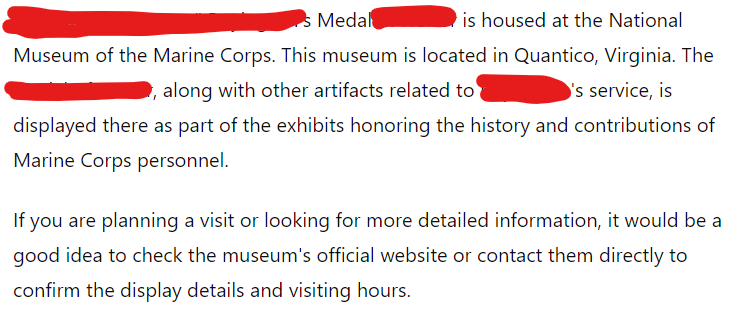 's Medal is housed at the National
Museum of the Marine Corps. This museum is located in Quantico, Virginia. The
, along with other artifacts related to 's service, is
displayed there as part of the exhibits honoring the history and contributions of
Marine Corps personnel.
If you are planning a visit or looking for more detailed information, it would be a
good idea to check the museum's official website or contact them directly to
confirm the display details and visiting hours.